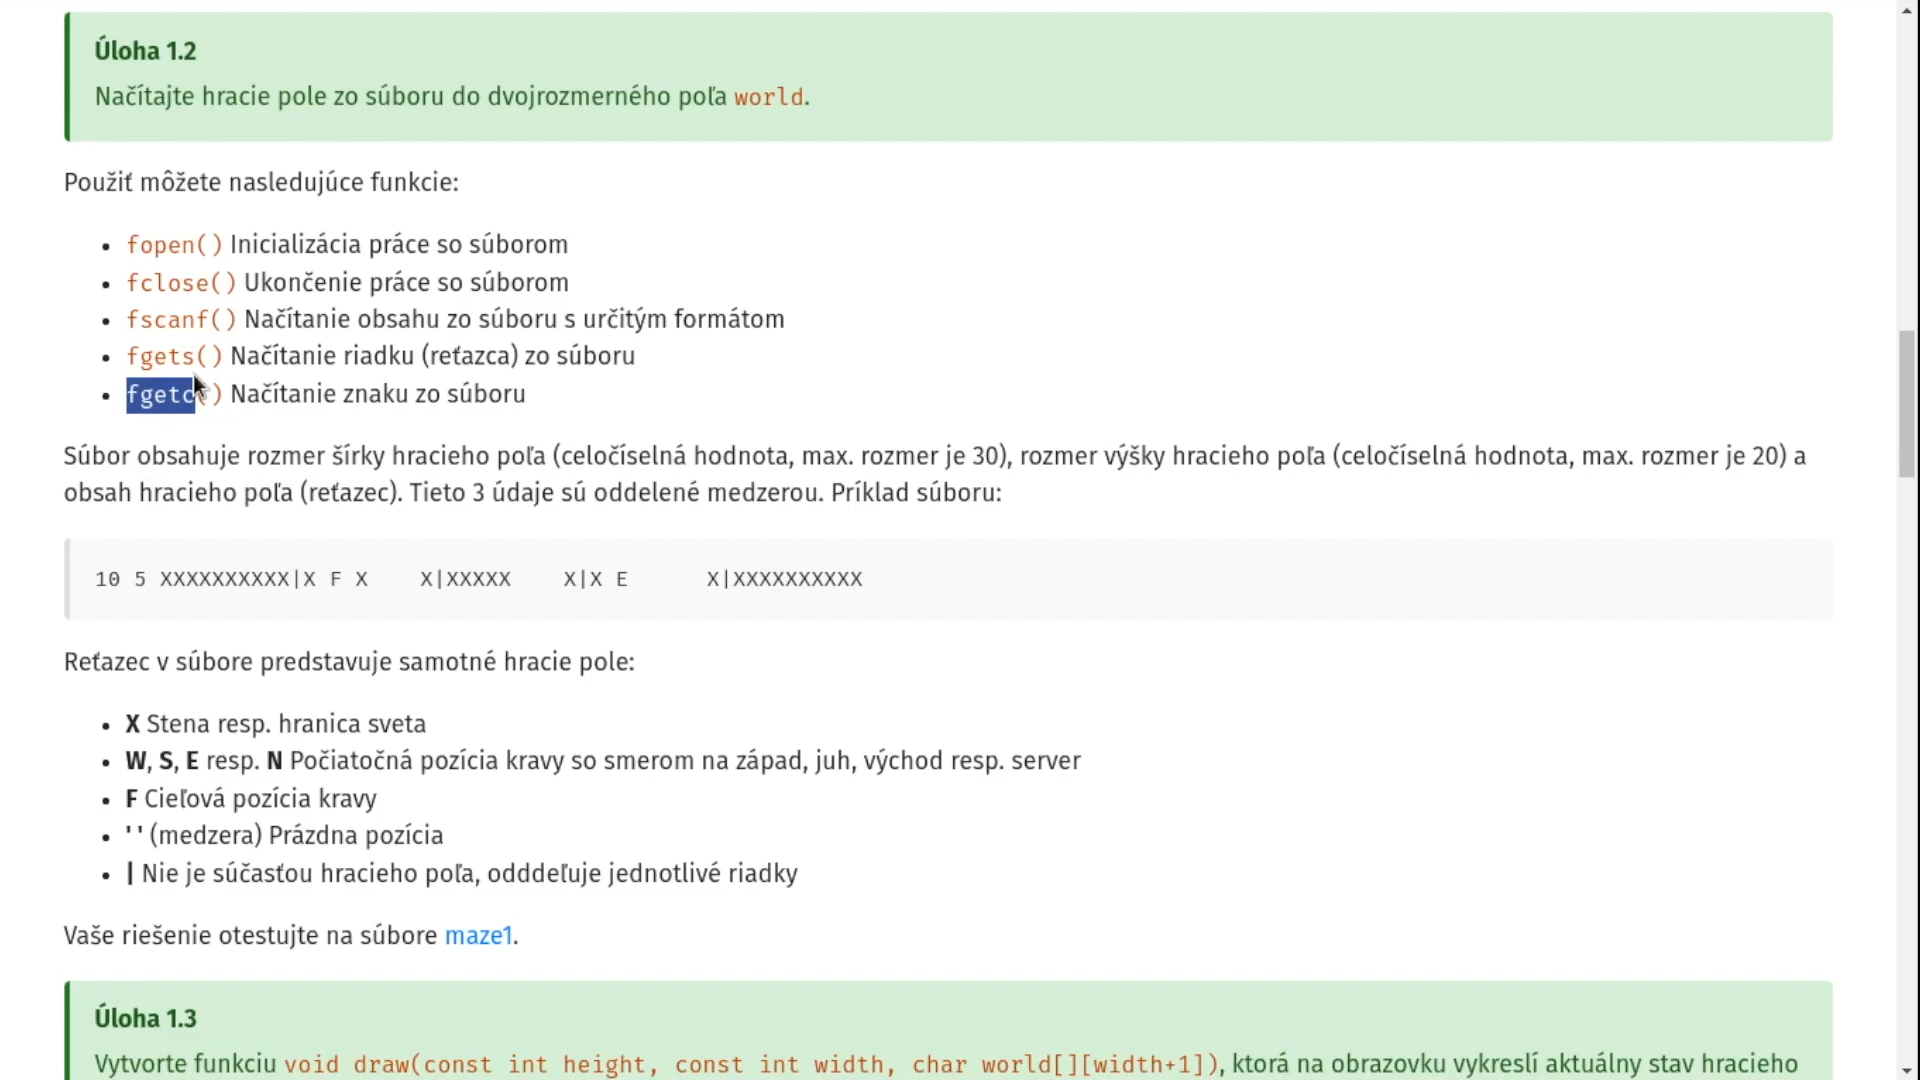 Úloha 1.2
Načítajte hracie pole zo súboru do dvojrozmerného poľa world.
Použiť môžete nasledujúce funkcie:
• fopen() Inicializácia práce so súborom
• fclose() Ukončenie práce so súborom
• fscanf() Načítanie obsahu zo súboru s určitým formátom
• fgets() Načítanie riadku (reťazca) zo súboru
• fgetc() Načítanie znaku zo súboru
Súbor obsahuje rozmer šírky hracieho poľa (celočíselná hodnota, max. rozmer je 30), rozmer výšky hracieho poľa (celočíselná hodnota, max. rozmer je 20) a
obsah hracieho poľa (reťazec). Tieto 3 údaje sú oddelené medzerou. Príklad súboru:
10 5 XXXXXXXXXX|X F X    X|XXXXX    X|X E      X|XXXXXXXXXX
Reťazec v súbore predstavuje samotné hracie pole:
• X Stena resp. hranica sveta
• W, S, E resp. N Počiatočná pozícia kravy so smerom na západ, juh, východ resp. server
• F Cieľová pozícia kravy
• ' ' (medzera) Prázdna pozícia
• | Nie je súčasťou hracieho poľa, odddeľuje jednotlivé riadky
Vaše riešenie otestujte na súbore maze1.
Úloha 1.3
Vytvorte funkciu void draw(const int height, const int width, char world[][width+1]), ktorá na obrazovku vykreslí aktuálny stav hracieho